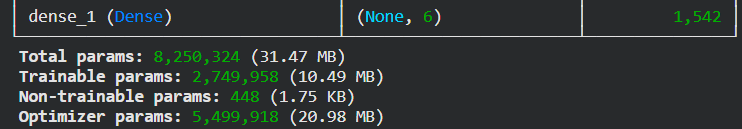 dense_1 (Dense) (None, 6) 1,542
Total params: 8,250,324 (31.47 MB)
Trainable params: 2,749,958 (10.49 MB)
Non-trainable params: 448 (1.75 KB)
Optimizer params: 5,499,918 (20.98 MB)